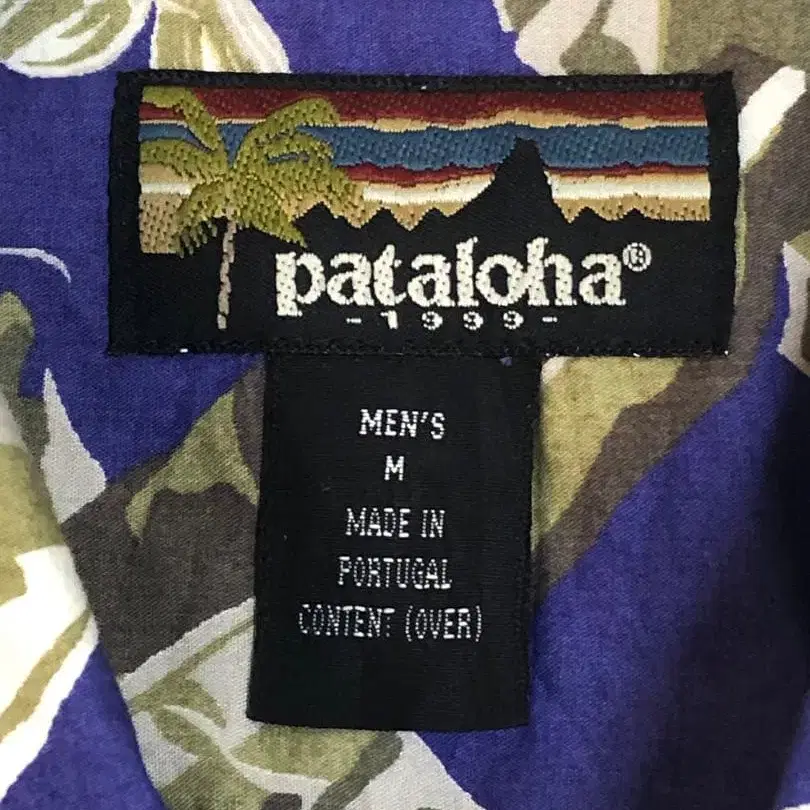 pataloha®
-1999-
MEN'S
M
MADE IN
PORTUGAL
CONTENT (OVER)